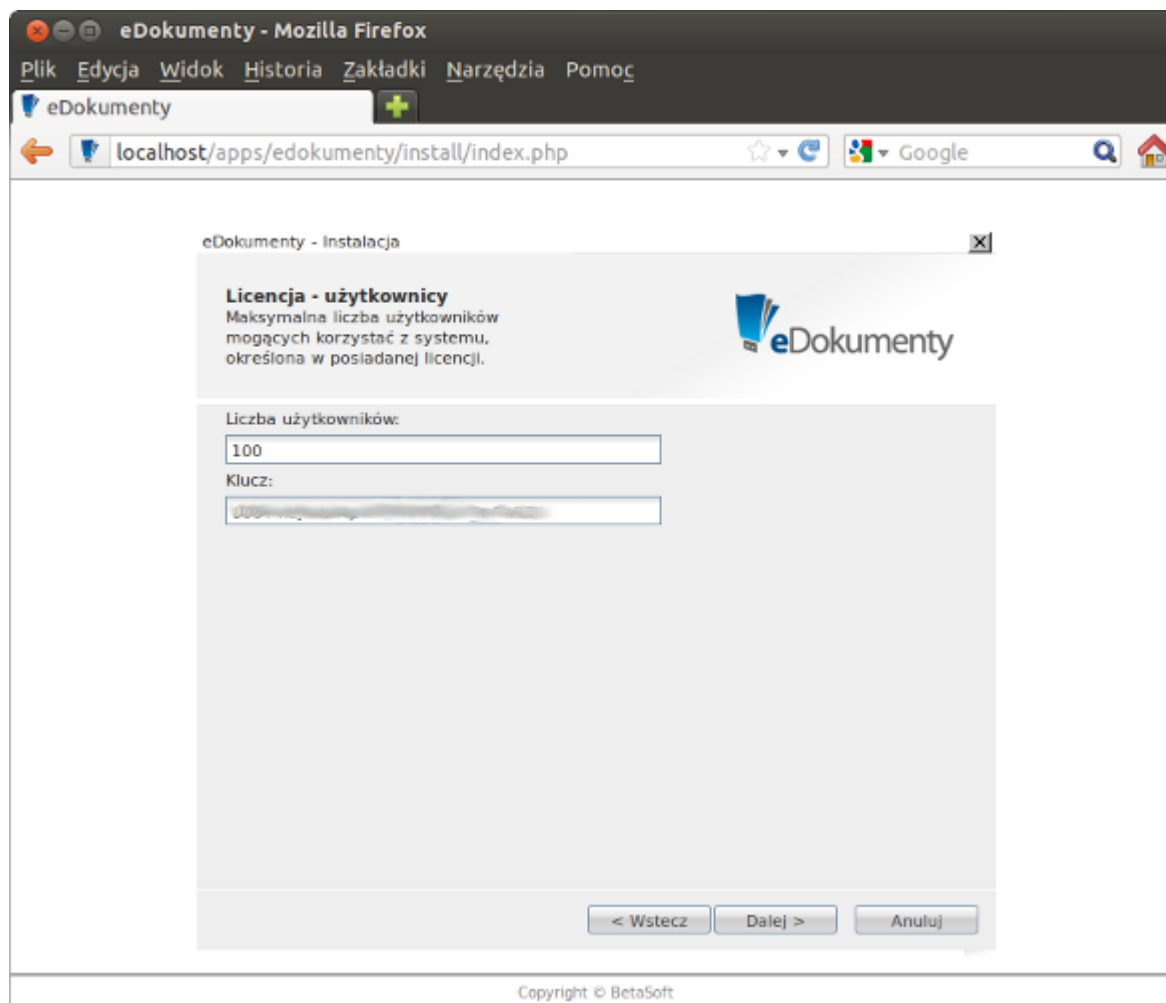 eDokumenty - Mozilla Firefox
Plik Edycja Widok Historia Zakładki Narzędzia Pomoc
eDokumenty
localhost/apps/edokumenty/install/index.php Google
eDokumenty - Instalacja
Licencja - użytkownicy
Maksymalna liczba użytkowników
mogących korzystać z systemu,
określona w posiadanej licencji.
eDokumenty
Liczba użytkowników:
100
Klucz:
< Wstecz Dalej > Anuluj
Copyright © BetaSoft